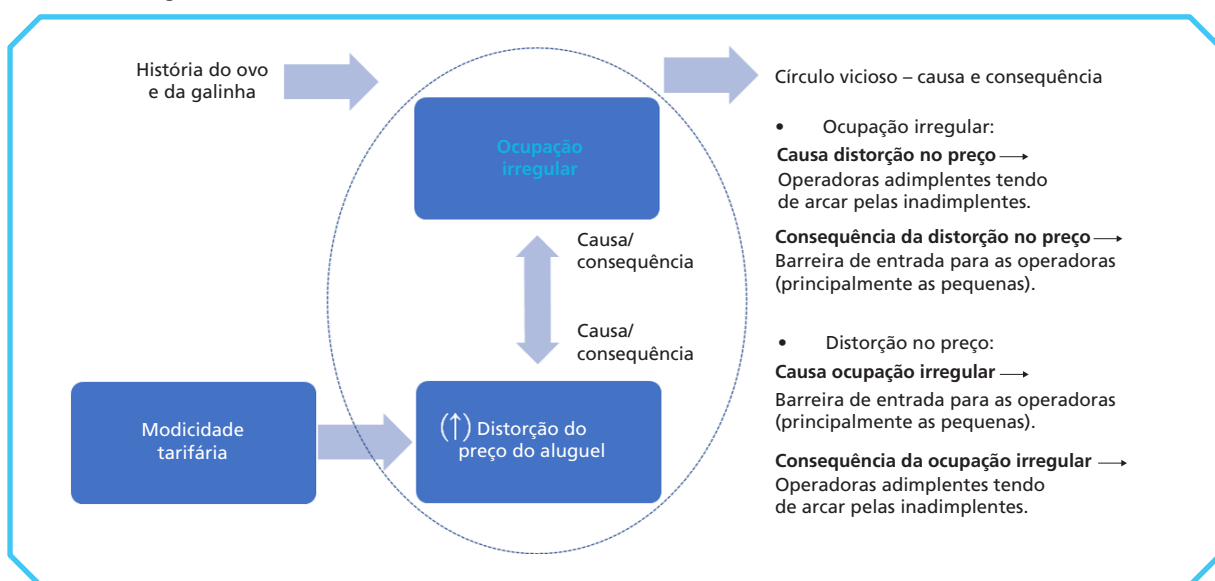 História do ovo
e da galinha
Ocupação
irregular
Causa/
consequência
Causa/
consequência
Modicidade
tarifária
(↑) Distorção do
preço do aluguel
Círculo vicioso – causa e consequência
• Ocupação irregular:
Causa distorção no preço →
Operadoras adimplentes tendo
de arcar pelas inadimplentes.
Consequência da distorção no preço →
Barreira de entrada para as operadoras
(principalmente as pequenas).
• Distorção no preço:
Causa ocupação irregular →
Barreira de entrada para as operadoras
(principalmente as pequenas).
Consequência da ocupação irregular →
Operadoras adimplentes tendo
de arcar pelas inadimplentes.